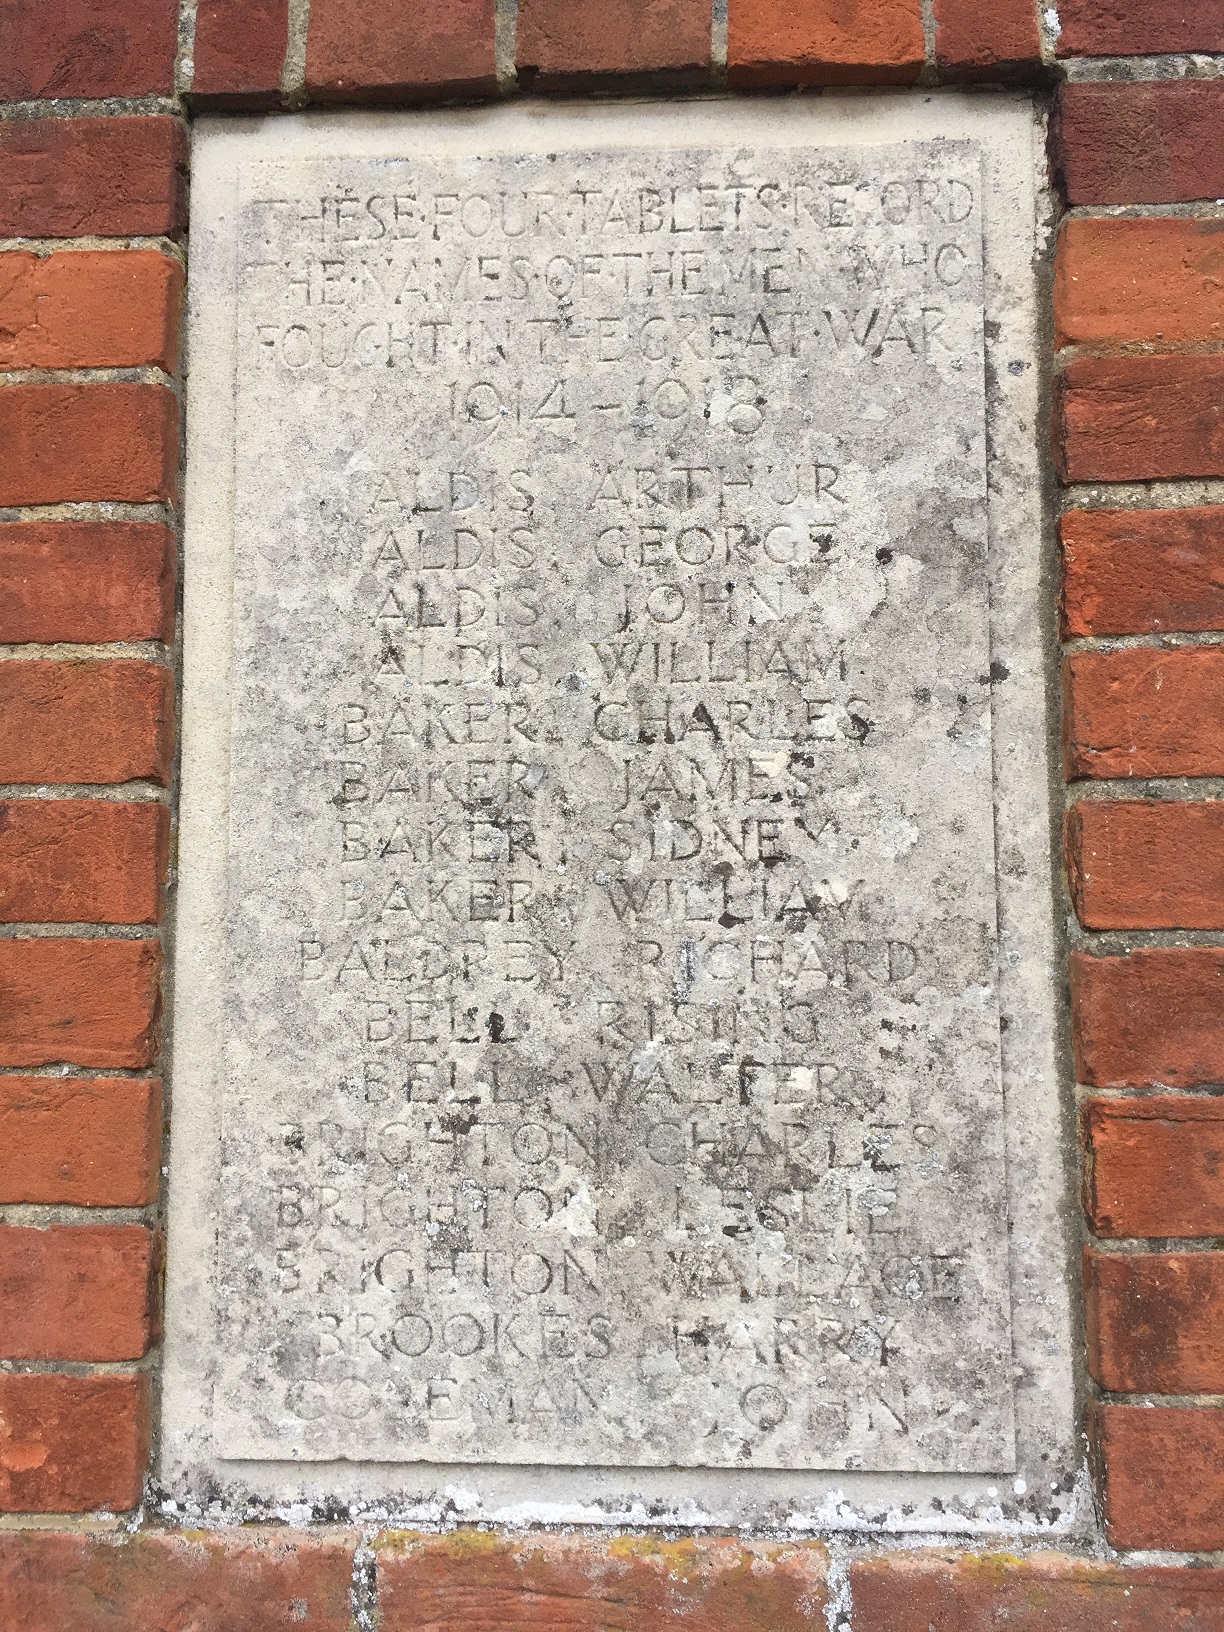 THESE·FOUR·TABLETS·RECORD
THE·NAMES·OF·THE·MEN·WHO
FOUGHT·IN·THE·GREAT·WAR
1914-1918
ALDIS ARTHUR
ALDIS GEORGE
ALDIS JOHN
ALDIS WILLIAM
BAKER CHARLES
BAKER JAMES
BAKER SIDNEY
BAKER WILLIAM
BALDREY RICHARD
BELL RISING
BELL WALTER
BRIGHTON CHARLES
BRIGHTON LESLIE
BRIGHTON WALLACE
BROOKES HARRY
COLEMAN JOHN